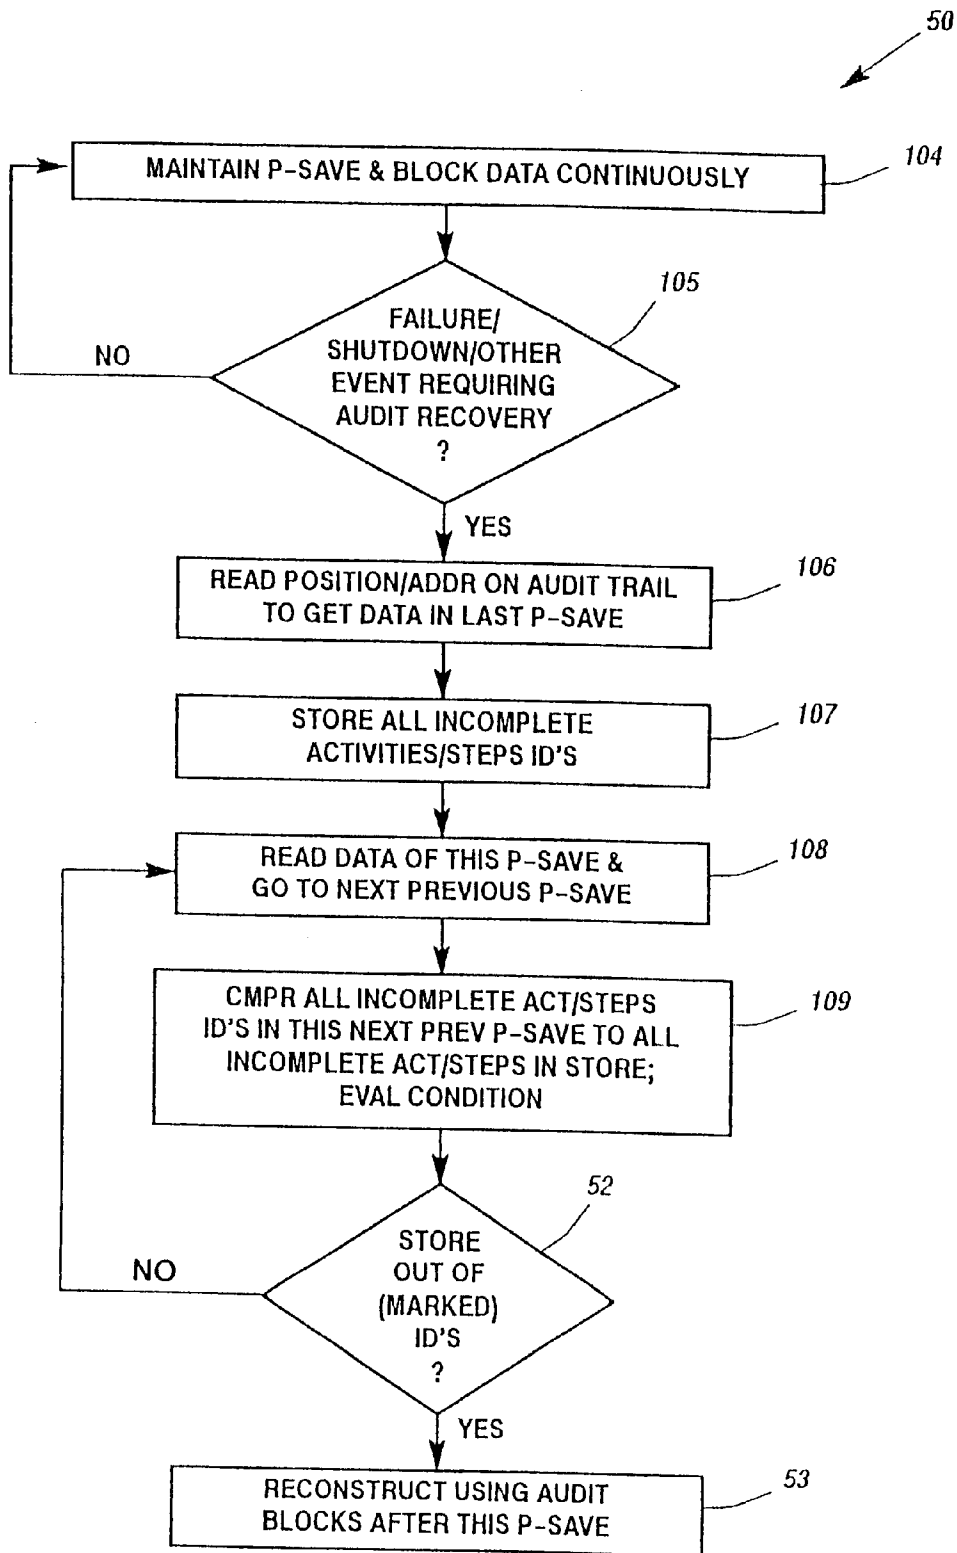 50
MAINTAIN P-SAVE & BLOCK DATA CONTINUOUSLY
104
105
FAILURE/
SHUTDOWN/OTHER
EVENT REQUIRING
AUDIT RECOVERY
?
NO
YES
READ POSITION/ADDR ON AUDIT TRAIL
TO GET DATA IN LAST P-SAVE
106
STORE ALL INCOMPLETE
ACTIVITIES/STEPS ID'S
107
READ DATA OF THIS P-SAVE &
GO TO NEXT PREVIOUS P-SAVE
108
CMPR ALL INCOMPLETE ACT/STEPS
ID'S IN THIS NEXT PREV P-SAVE TO ALL
INCOMPLETE ACT/STEPS IN STORE;
EVAL CONDITION
109
52
STORE
OUT OF
(MARKED)
ID'S
?
NO
YES
RECONSTRUCT USING AUDIT
BLOCKS AFTER THIS P-SAVE
53